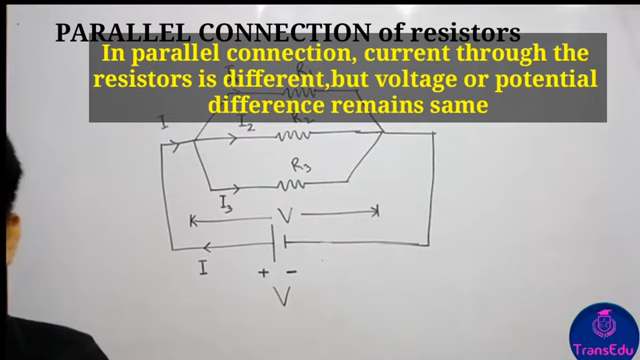 PARALLEL CONNECTION of resistors
In parallel connection, current through the
resistors is different,but voltage or potential
difference remains same
I
I2
R2
R3
I3
V
I
+ −
V
TransEdu